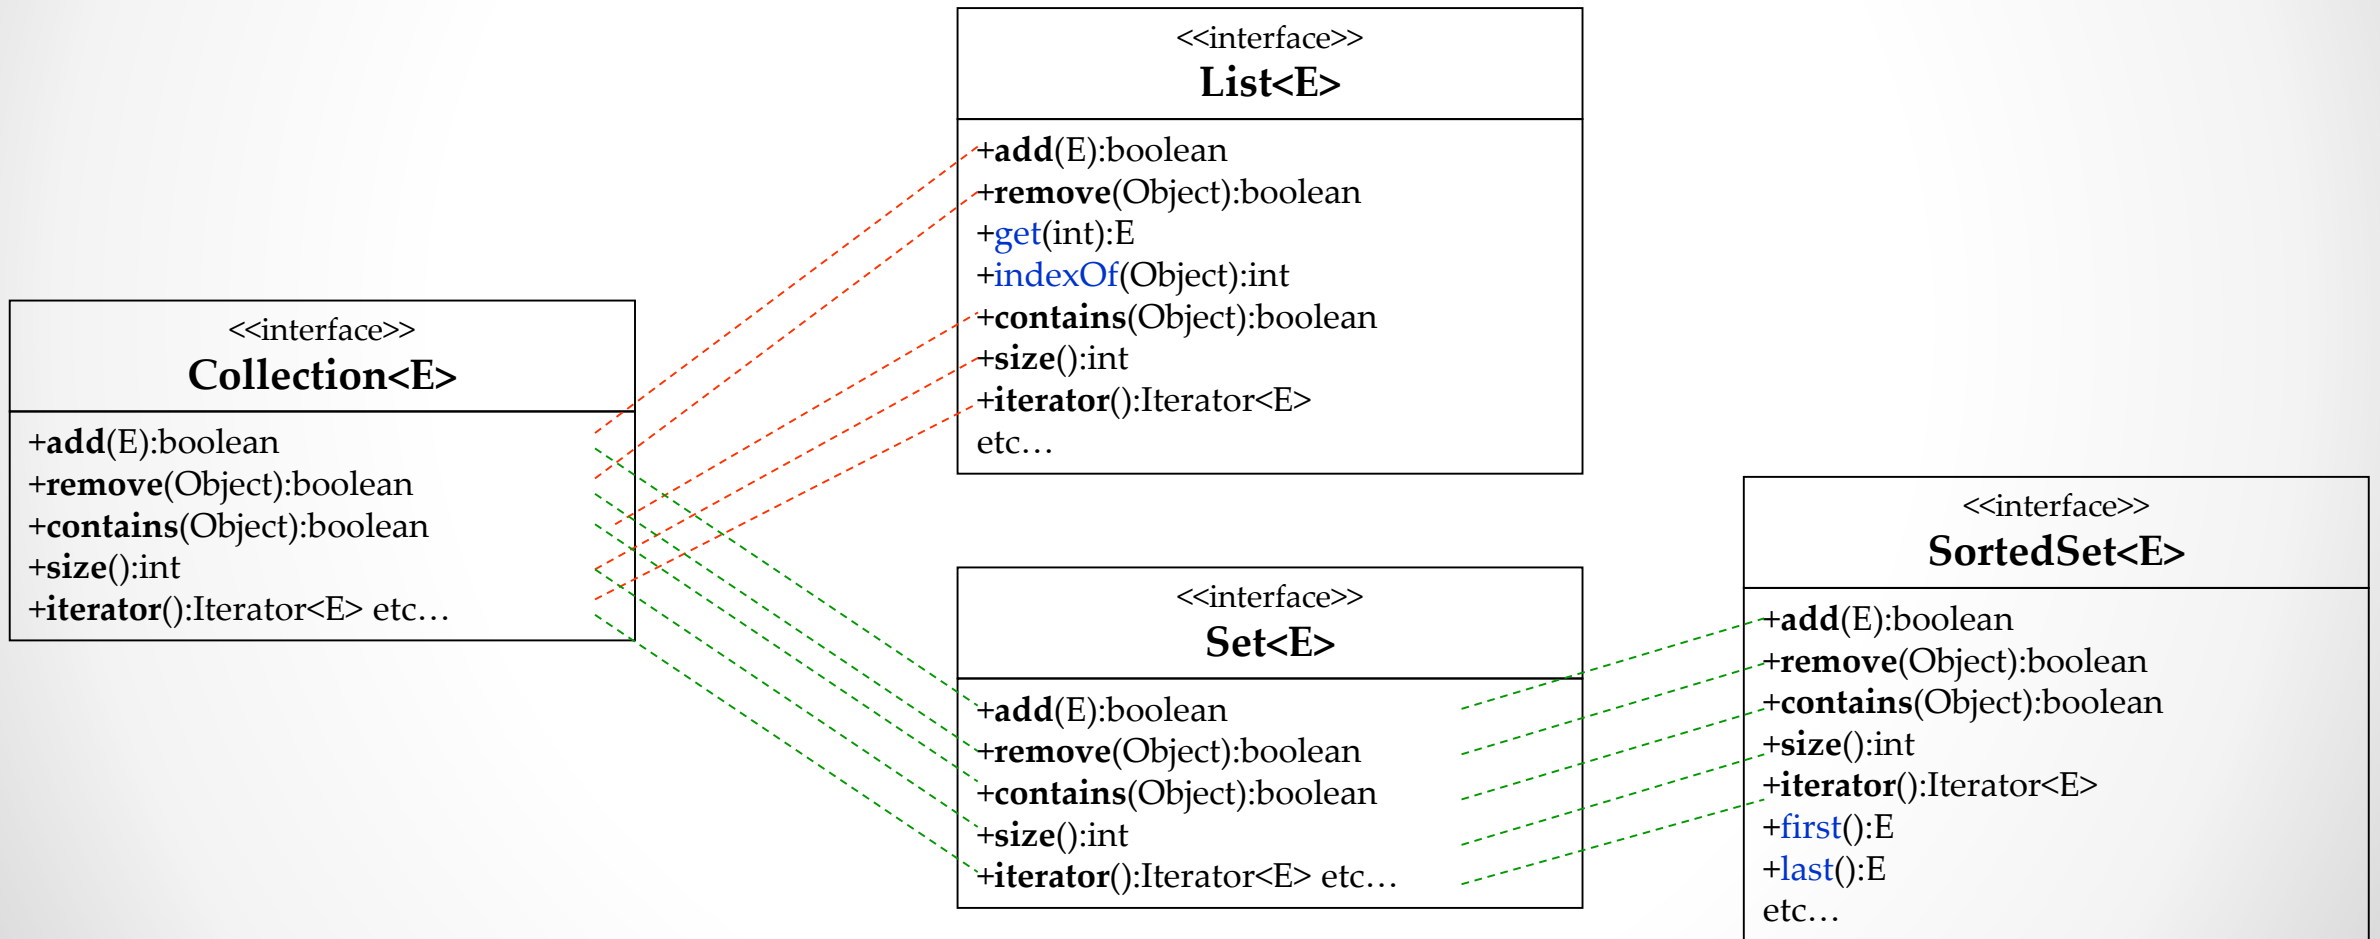 <<interface>>
List<E>
+add(E):boolean
+remove(Object):boolean
+get(int):E
+indexOf(Object):int
+contains(Object):boolean
+size():int
+iterator():Iterator<E>
etc…
<<interface>>
Collection<E>
+add(E):boolean
+remove(Object):boolean
+contains(Object):boolean
+size():int
+iterator():Iterator<E> etc…
<<interface>>
Set<E>
+add(E):boolean
+remove(Object):boolean
+contains(Object):boolean
+size():int
+iterator():Iterator<E> etc…
<<interface>>
SortedSet<E>
+add(E):boolean
+remove(Object):boolean
+contains(Object):boolean
+size():int
+iterator():Iterator<E>
+first():E
+last():E
etc…